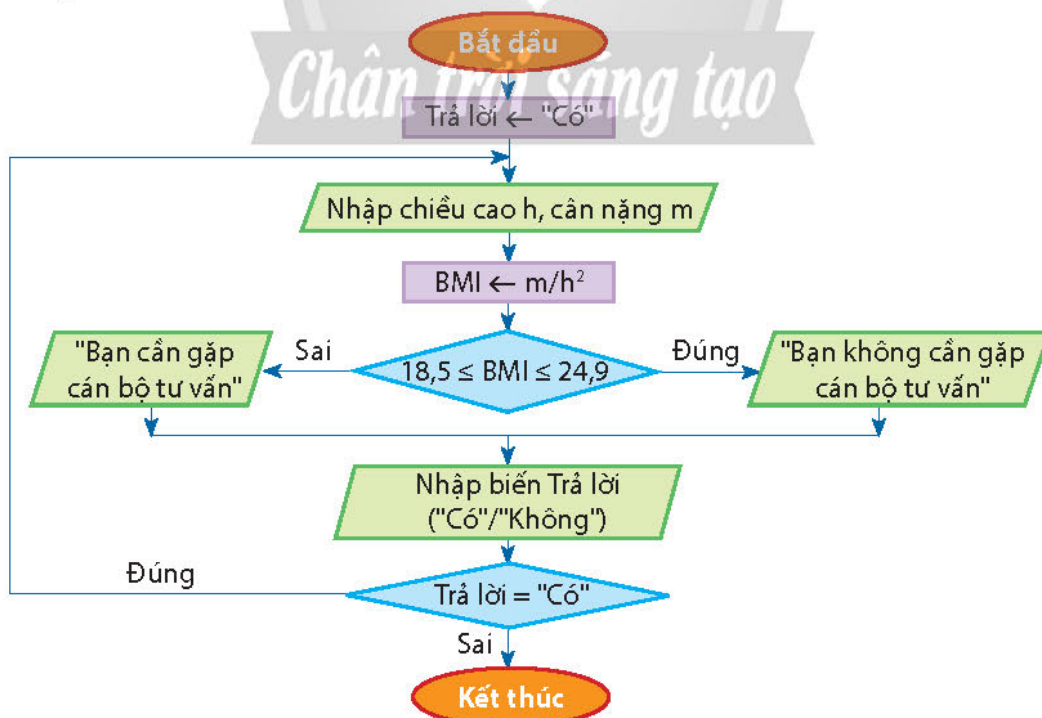 Bắt đầu
Chân trời sáng tạo
Trả lời ← "Có"
Nhập chiều cao h, cân nặng m
BMI ← m/h²
Sai
Đúng
"Bạn cần gặp
cán bộ tư vấn"
18,5 ≤ BMI ≤ 24,9
"Bạn không cần gặp
cán bộ tư vấn"
Nhập biến Trả lời
("Có"/"Không")
Đúng
Trả lời = "Có"
Sai
Kết thúc